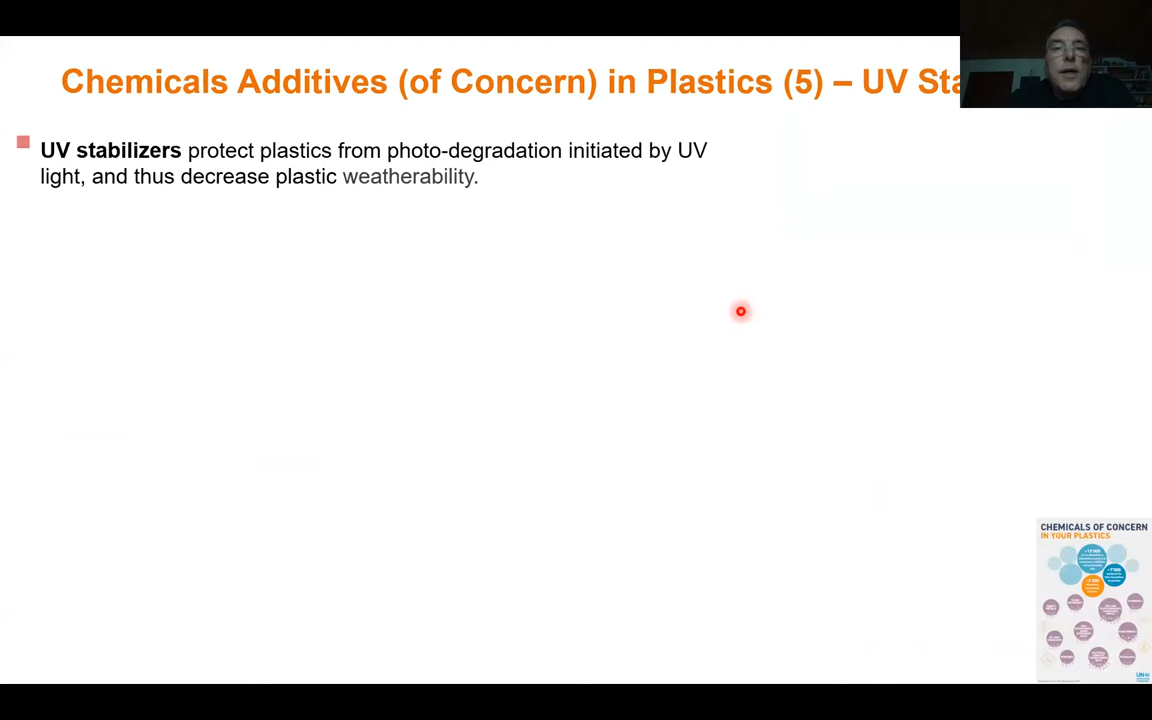 Chemicals Additives (of Concern) in Plastics (5) – UV Sta
UV stabilizers protect plastics from photo-degradation initiated by UV
light, and thus decrease plastic weatherability.
CHEMICALS OF CONCERN
IN YOUR PLASTICS